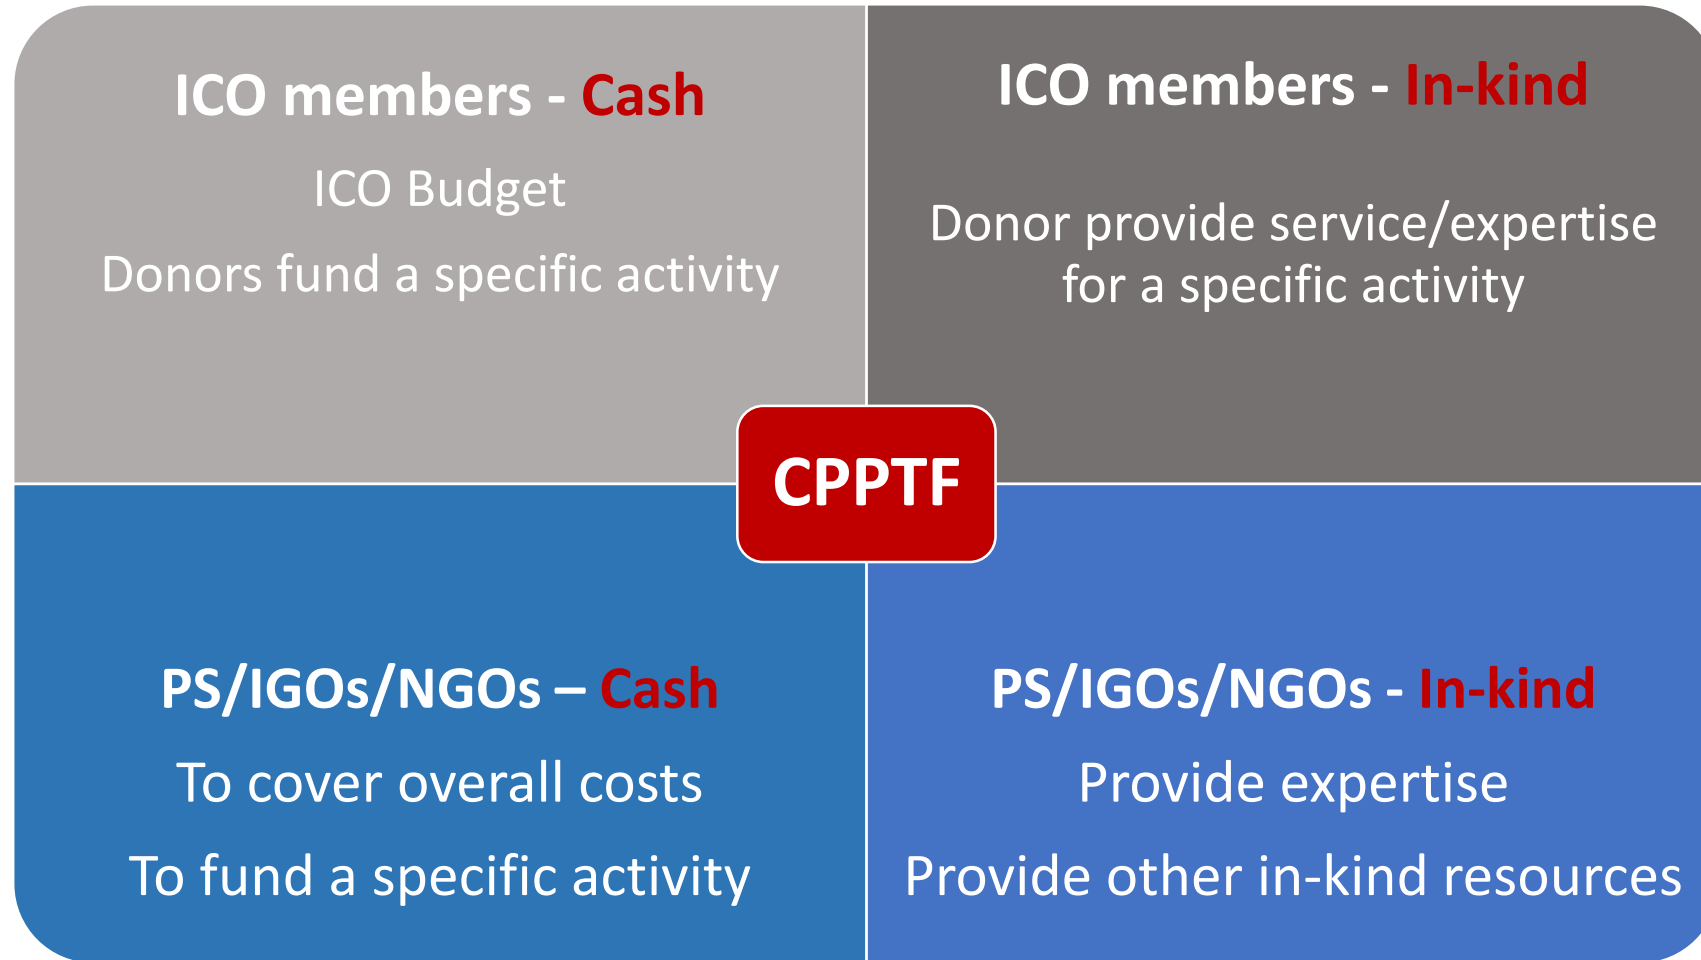 ICO members - Cash
ICO Budget
Donors fund a specific activity
ICO members - In-kind
Donor provide service/expertise
for a specific activity
CPPTF
PS/IGOs/NGOs – Cash
To cover overall costs
To fund a specific activity
PS/IGOs/NGOs - In-kind
Provide expertise
Provide other in-kind resources